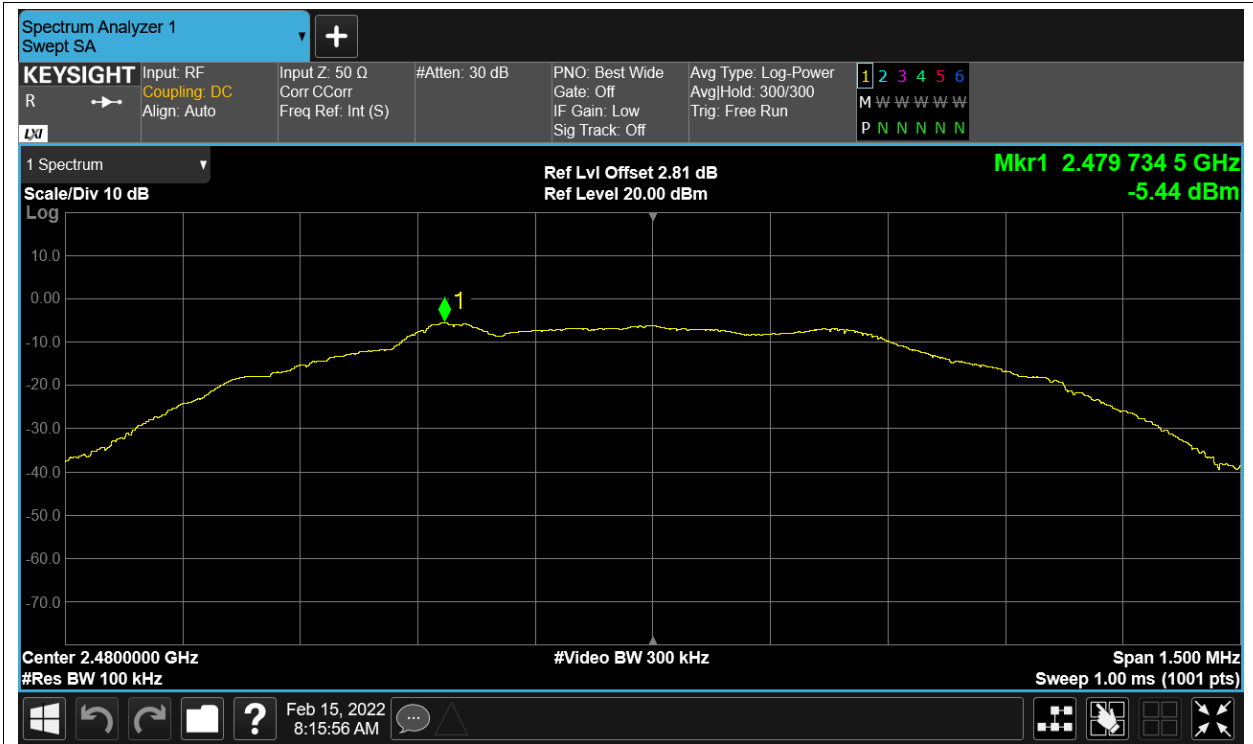 Spectrum Analyzer 1
Swept SA
KEYSIGHT
R
LXI
Input: RF
Coupling: DC
Align: Auto
Input Z: 50 Ω
Corr CCorr
Freq Ref: Int (S)
#Atten: 30 dB
PNO: Best Wide
Gate: Off
IF Gain: Low
Sig Track: Off
Avg Type: Log-Power
Avg|Hold: 300/300
Trig: Free Run
1 2 3 4 5 6
M W W W W W
P N N N N N
1 Spectrum
Scale/Div 10 dB
Log
Ref Lvl Offset 2.81 dB
Ref Level 20.00 dBm
Mkr1 2.479 734 5 GHz
-5.44 dBm
10.0
0.00
-10.0
-20.0
-30.0
-40.0
-50.0
-60.0
-70.0
1
Center 2.4800000 GHz
#Res BW 100 kHz
#Video BW 300 kHz
Span 1.500 MHz
Sweep 1.00 ms (1001 pts)
?
Feb 15, 2022
8:15:56 AM